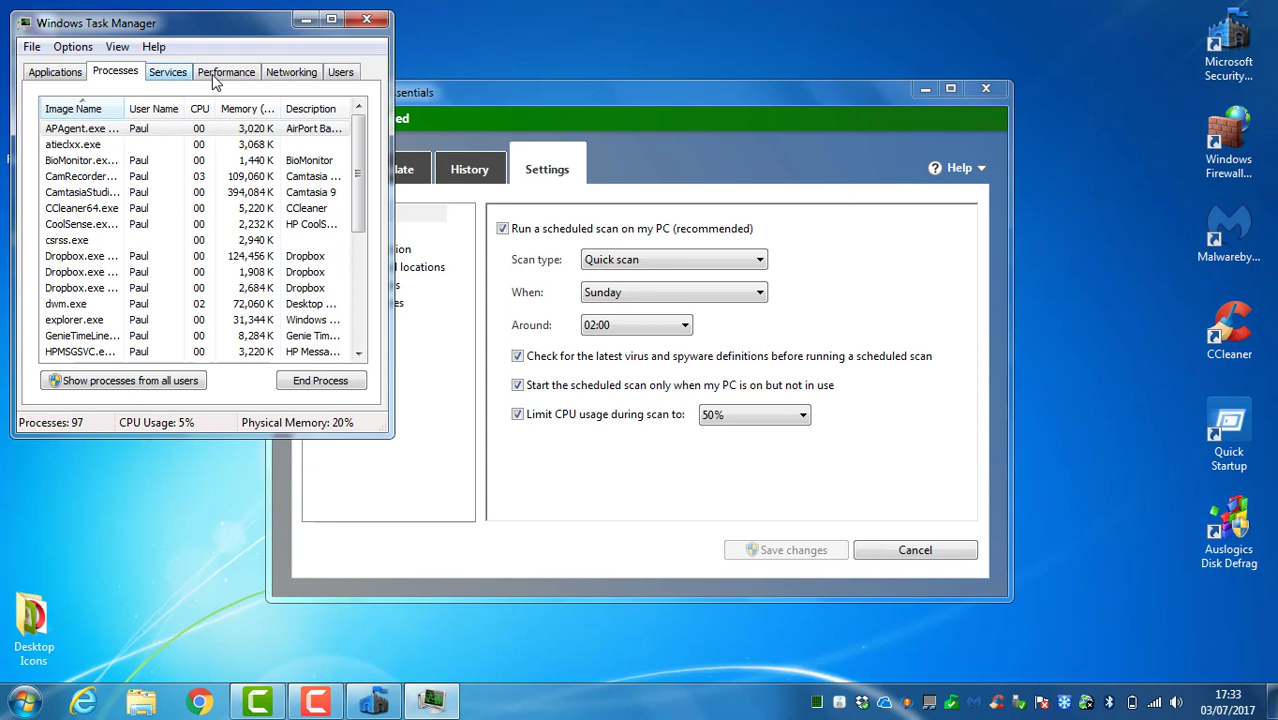 Windows Task Manager
File Options View Help
Applications Processes Services Performance Networking Users
Image Name User Name CPU Memory (... Description
APAgent.exe ... Paul 00 3,020 K AirPort Ba...
atieclxx.exe 00 3,068 K
BioMonitor.ex... Paul 00 1,440 K BioMonitor
CamRecorder... Paul 03 109,060 K Camtasia ...
CamtasiaStudi... Paul 00 394,084 K Camtasia 9
CCleaner64.exe Paul 00 5,220 K CCleaner
CoolSense.ex... Paul 00 2,232 K HP CoolS...
csrss.exe 00 2,940 K
Dropbox.exe ... Paul 00 124,456 K Dropbox
Dropbox.exe ... Paul 00 1,908 K Dropbox
Dropbox.exe ... Paul 00 2,684 K Dropbox
dwm.exe Paul 02 72,060 K Desktop ...
explorer.exe Paul 00 31,344 K Windows ...
GenieTimeLine... Paul 00 8,284 K Genie Tim...
HPMSGSVC.e... Paul 00 3,220 K HP Messa...
Show processes from all users End Process
Processes: 97 CPU Usage: 5% Physical Memory: 20%
ssentials
ed
ate History Settings Help
ion
d locations
s
es
Run a scheduled scan on my PC (recommended)
Scan type: Quick scan
When: Sunday
Around: 02:00
Check for the latest virus and spyware definitions before running a scheduled scan
Start the scheduled scan only when my PC is on but not in use
Limit CPU usage during scan to: 50%
Save changes Cancel
Microsoft
Security...
Windows
Firewall...
Malwareby...
CCleaner
Quick
Startup
Auslogics
Disk Defrag
Desktop
Icons
17:33
03/07/2017